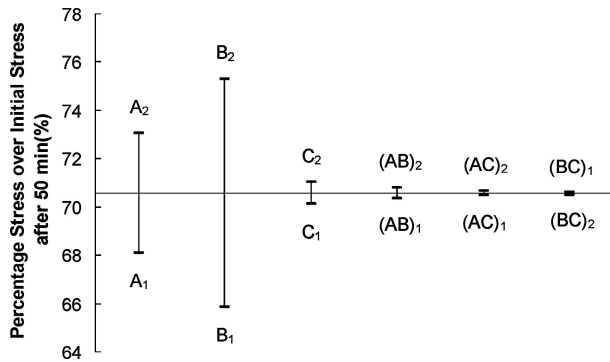 Percentage Stress over Initial Stress
after 50 min(%)
78
76
74
72
70
68
66
64
A₂
A₁
B₂
B₁
C₂
C₁
(AB)₂
(AB)₁
(AC)₂
(AC)₁
(BC)₁
(BC)₂